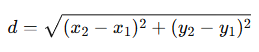 d = √((x₂ − x₁)² + (y₂ − y₁)²)